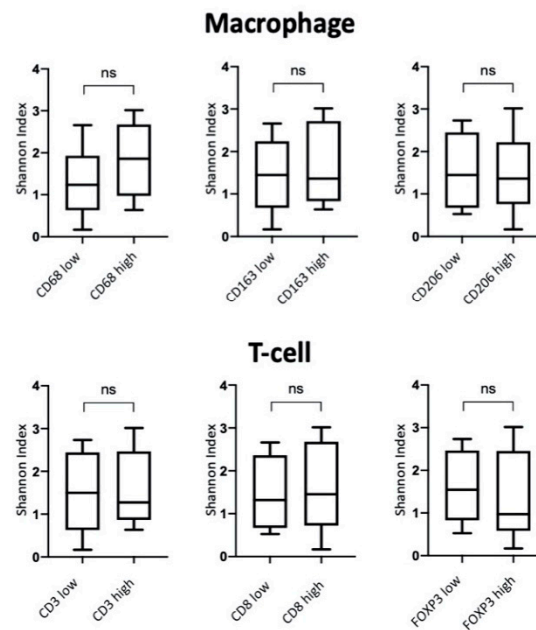 Macrophage
ns
Shannon Index
4
3
2
1
0
CD68 low
CD68 high
ns
Shannon Index
4
3
2
1
0
CD163 low
CD163 high
ns
Shannon Index
4
3
2
1
0
CD206 low
CD206 high
T-cell
ns
Shannon Index
4
3
2
1
0
CD3 low
CD3 high
ns
Shannon Index
4
3
2
1
0
CD8 low
CD8 high
ns
Shannon Index
4
3
2
1
0
FOXP3 low
FOXP3 high